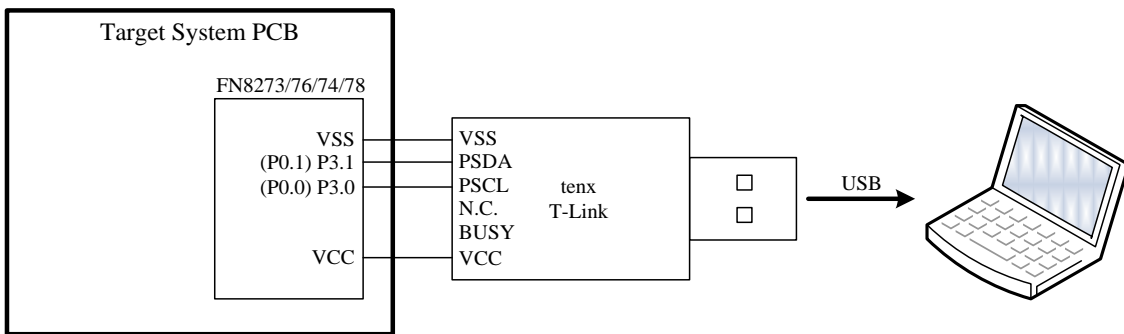 Target System PCB
FN8273/76/74/78
VSS
(P0.1) P3.1
(P0.0) P3.0
VCC
VSS
PSDA
PSCL
N.C.
BUSY
VCC
tenx
T-Link
USB